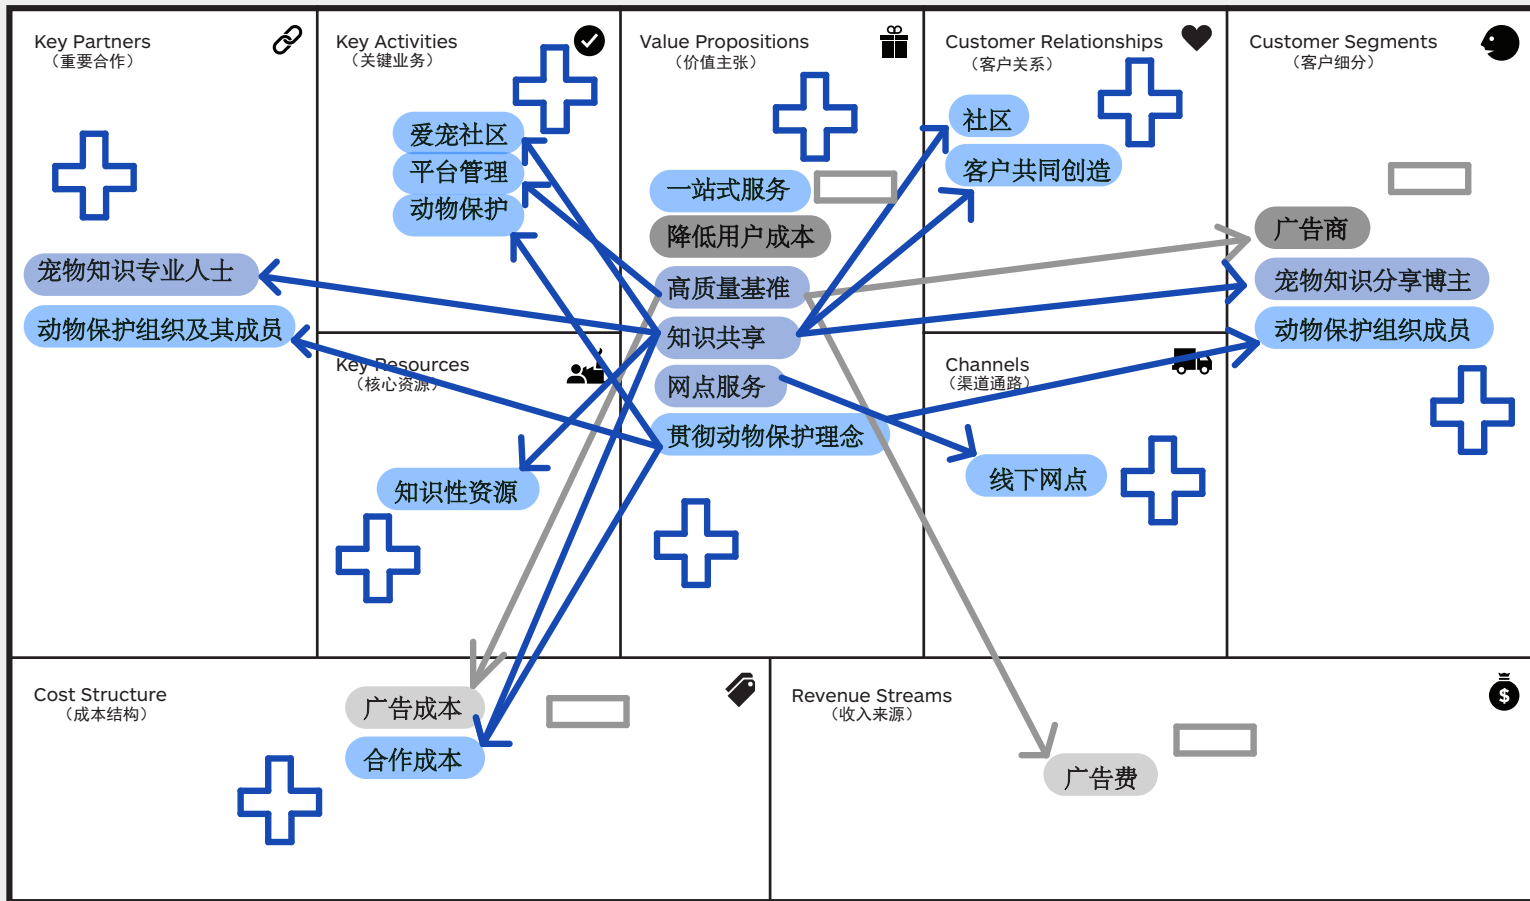 Key Partners
（重要合作）
宠物知识专业人士
动物保护组织及其成员
Key Activities
（关键业务）
爱宠社区
平台管理
动物保护
Key Resources
（核心资源）
知识性资源
Value Propositions
（价值主张）
一站式服务
降低用户成本
高质量基准
知识共享
网点服务
贯彻动物保护理念
Customer Relationships
（客户关系）
社区
客户共同创造
Channels
（渠道通路）
线下网点
Customer Segments
（客户细分）
广告商
宠物知识分享博主
动物保护组织成员
Cost Structure
（成本结构）
广告成本
合作成本
Revenue Streams
（收入来源）
$
广告费